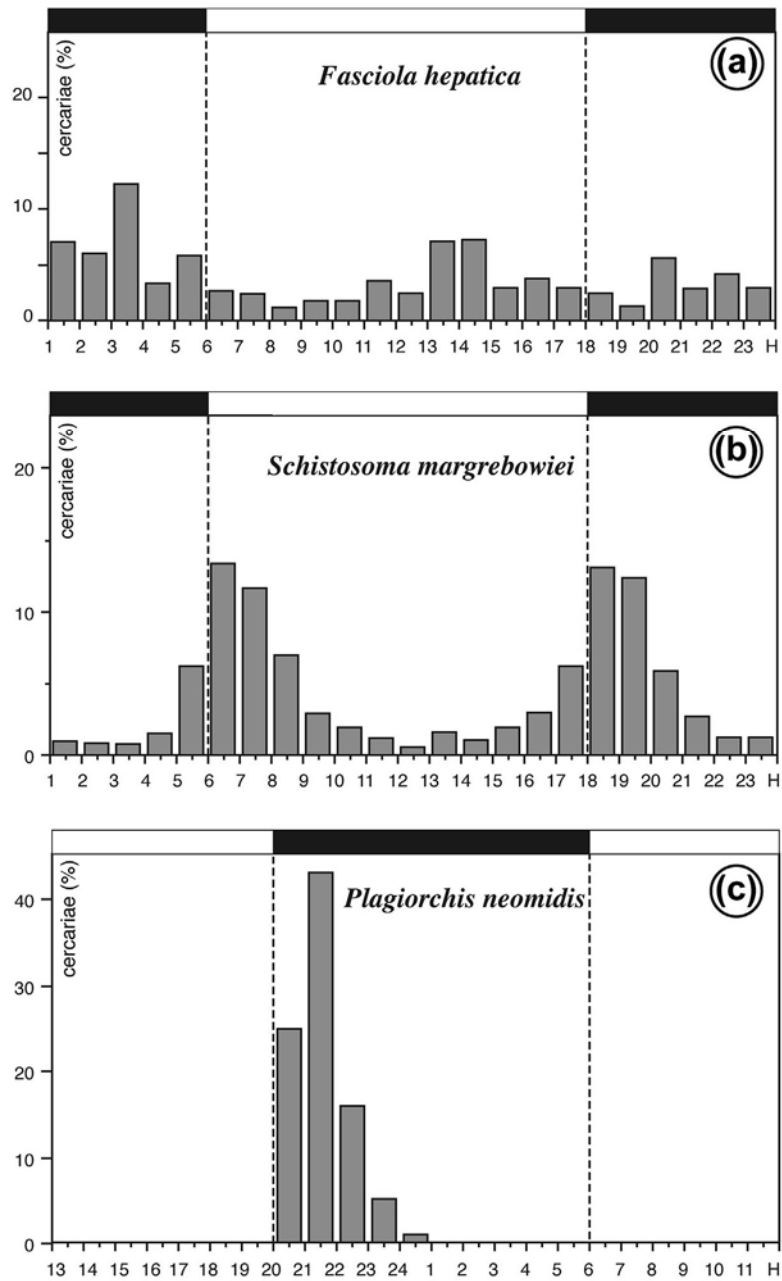 (a)
Fasciola hepatica
cercariae (%)
20
10
0
1 2 3 4 5 6 7 8 9 10 11 12 13 14 15 16 17 18 19 20 21 22 23 H
(b)
Schistosoma margrebowiei
cercariae (%)
20
10
0
1 2 3 4 5 6 7 8 9 10 11 12 13 14 15 16 17 18 19 20 21 22 23 H
(c)
Plagiorchis neomidis
cercariae (%)
40
30
20
10
0
13 14 15 16 17 18 19 20 21 22 23 24 1 2 3 4 5 6 7 8 9 10 11 H